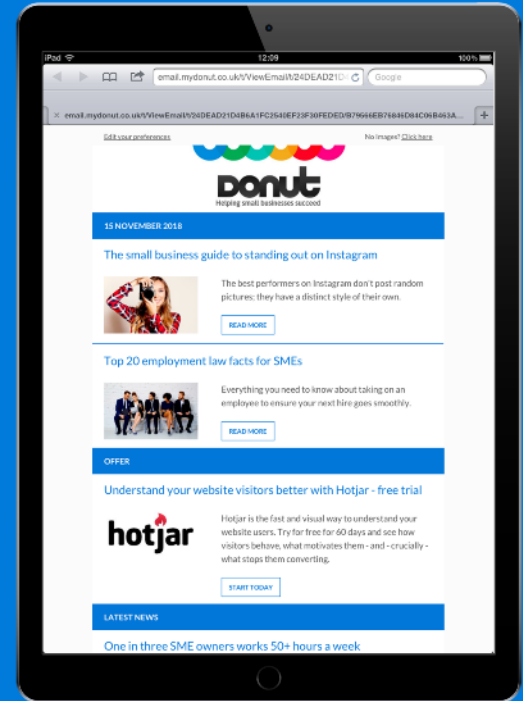 iPad
12:09
100%
email.mydonut.co.uk/t/ViewEmail/t/24DEAD21D
Google
× email.mydonut.co.uk/t/ViewEmail/t/24DEAD21D4B6A1FC2540EF23F30FEDED/B79566EB76846D84C06B463A... +
Edit your preferences
No Images? Click here
DONUT
Helping small businesses succeed
15 NOVEMBER 2018
The small business guide to standing out on Instagram
The best performers on Instagram don't post random
pictures; they have a distinct style of their own.
READ MORE
Top 20 employment law facts for SMEs
Everything you need to know about taking on an
employee to ensure your next hire goes smoothly.
READ MORE
OFFER
Understand your website visitors better with Hotjar - free trial
hotjar
Hotjar is the fast and visual way to understand your
website users. Try for free for 60 days and see how
visitors behave, what motivates them - and - crucially -
what stops them converting.
START TODAY
LATEST NEWS
One in three SME owners works 50+ hours a week